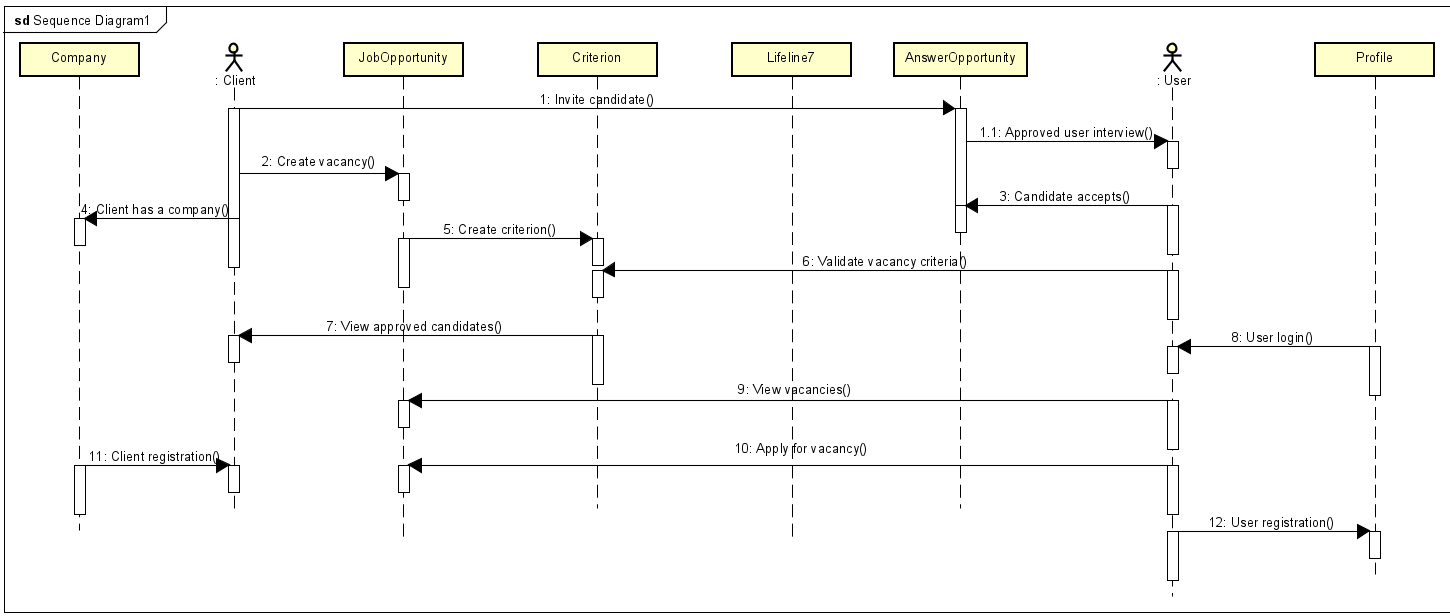 sd Sequence Diagram1
Company
: Client
JobOpportunity
Criterion
Lifeline7
AnswerOpportunity
: User
Profile
1: Invite candidate()
1.1: Approved user interview()
2: Create vacancy()
3: Candidate accepts()
4: Client has a company()
5: Create criterion()
6: Validate vacancy criteria()
7: View approved candidates()
8: User login()
9: View vacancies()
10: Apply for vacancy()
11: Client registration()
12: User registration()